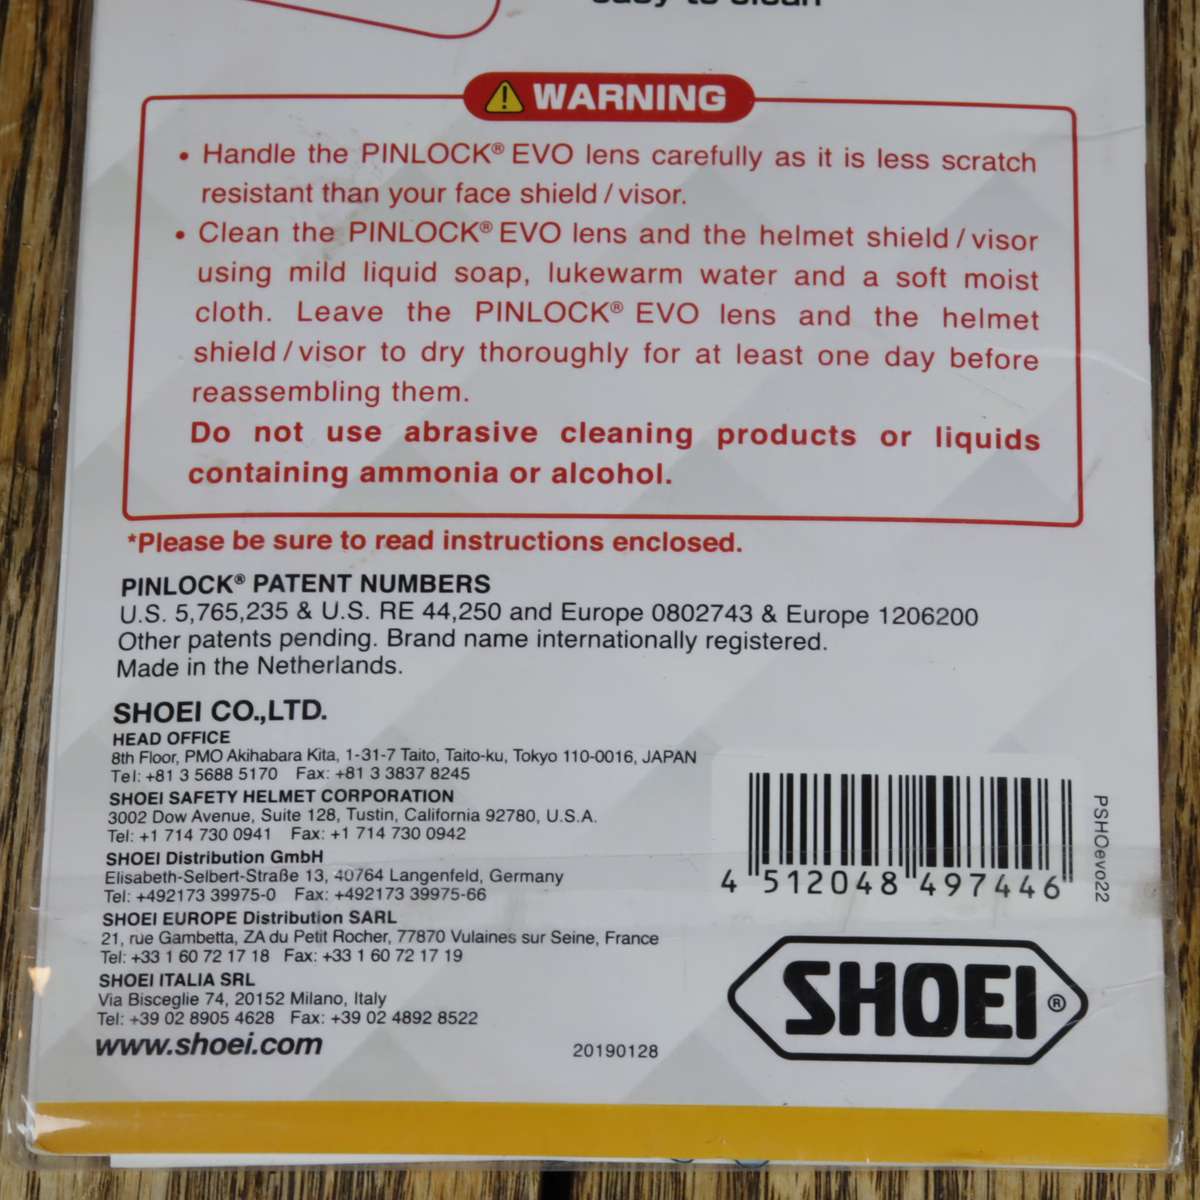 easy to clean
WARNING
• Handle the PINLOCK® EVO lens carefully as it is less scratch
resistant than your face shield / visor.
• Clean the PINLOCK® EVO lens and the helmet shield / visor
using mild liquid soap, lukewarm water and a soft moist
cloth. Leave the PINLOCK® EVO lens and the helmet
shield / visor to dry thoroughly for at least one day before
reassembling them.
Do not use abrasive cleaning products or liquids
containing ammonia or alcohol.
*Please be sure to read instructions enclosed.
PINLOCK® PATENT NUMBERS
U.S. 5,765,235 & U.S. RE 44,250 and Europe 0802743 & Europe 1206200
Other patents pending. Brand name internationally registered.
Made in the Netherlands.
SHOEI CO.,LTD.
HEAD OFFICE
8th Floor, PMO Akihabara Kita, 1-31-7 Taito, Taito-ku, Tokyo 110-0016, JAPAN
Tel: +81 3 5688 5170 Fax: +81 3 3837 8245
SHOEI SAFETY HELMET CORPORATION
3002 Dow Avenue, Suite 128, Tustin, California 92780, U.S.A.
Tel: +1 714 730 0941 Fax: +1 714 730 0942
SHOEI Distribution GmbH
Elisabeth-Selbert-Straße 13, 40764 Langenfeld, Germany
Tel: +492173 39975-0 Fax: +492173 39975-66
SHOEI EUROPE Distribution SARL
21, rue Gambetta, ZA du Petit Rocher, 77870 Vulaines sur Seine, France
Tel: +33 1 60 72 17 18 Fax: +33 1 60 72 17 19
SHOEI ITALIA SRL
Via Bisceglie 74, 20152 Milano, Italy
Tel: +39 02 8905 4628 Fax: +39 02 4892 8522
www.shoei.com
20190128
4 512048 497446
PSHOevo22
SHOEI®